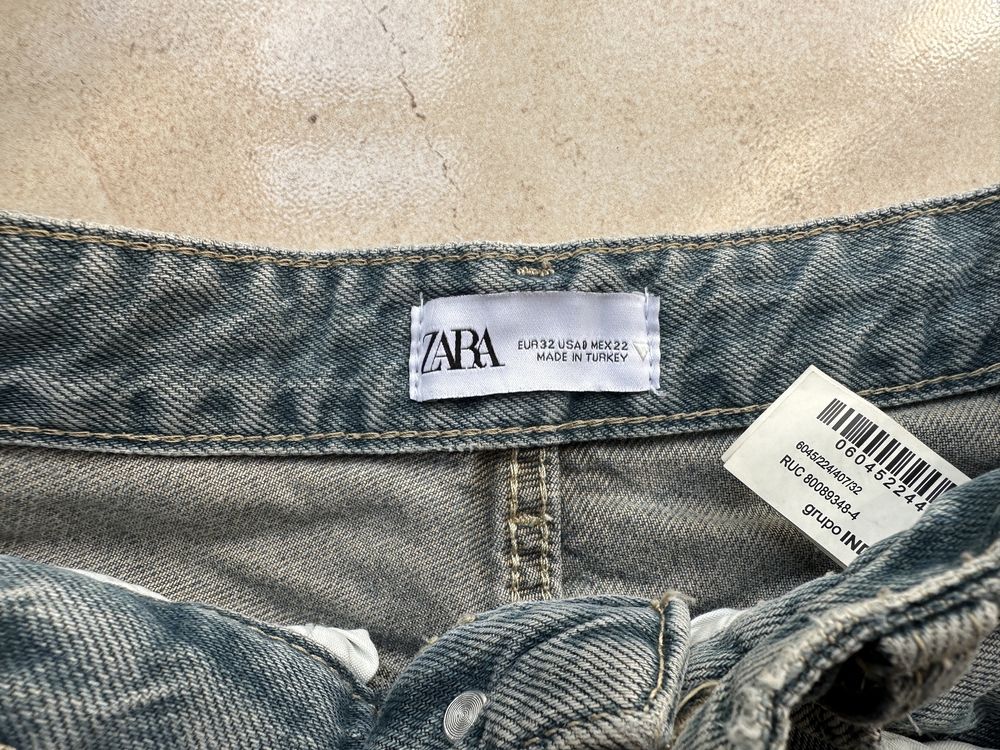 ZARA
EUR 32 USA 0 MEX 22
MADE IN TURKEY
060452244
6045/224/407/32
RUC 80089348-4
grupo